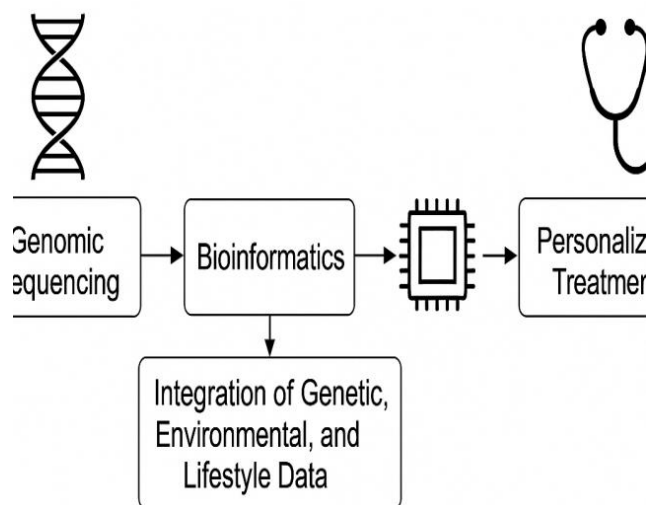 Genomic
equencing
Bioinformatics
Personaliz
Treatmen
Integration of Genetic,
Environmental, and
Lifestyle Data